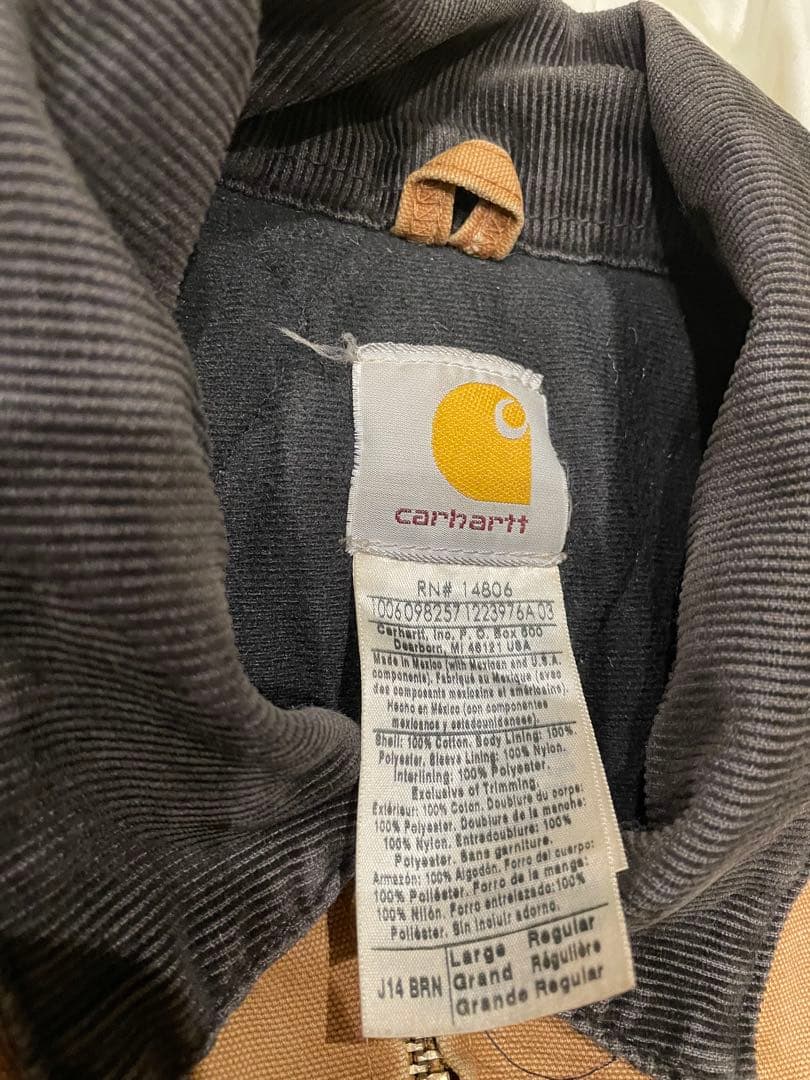 carhartt
RN# 14806
1006098257 1223976A 03
Carhartt, Inc, P. O. Box 600
Dearborn, MI 48121 USA
Made in Mexico (with Mexican and U.S.A.
components). Fabriqué au Mexique (avec
des composants mexicains et américains).
Hecho en México (con componentes
mexicanos y estadounidenses).
Shell: 100% Cotton. Body Lining: 100%
Polyester, Sleeve Lining: 100% Nylon.
Interlining: 100% Polyester.
Exclusive of Trimming.
Extérieur: 100% Coton. Doublure du corps:
100% Polyester. Doublure de la manche:
100% Nylon. Entredoublure: 100%
Polyester. Sans garniture.
Armazón: 100% Algodón. Forro del cuerpo:
100% Poliéster. Forro de la manga:
100% Nilón. Forro entrelazado: 100%
Poliéster. Sin incluir adorno.
J14 BRN
Large Regular
Grand Régulière
Grande Regular